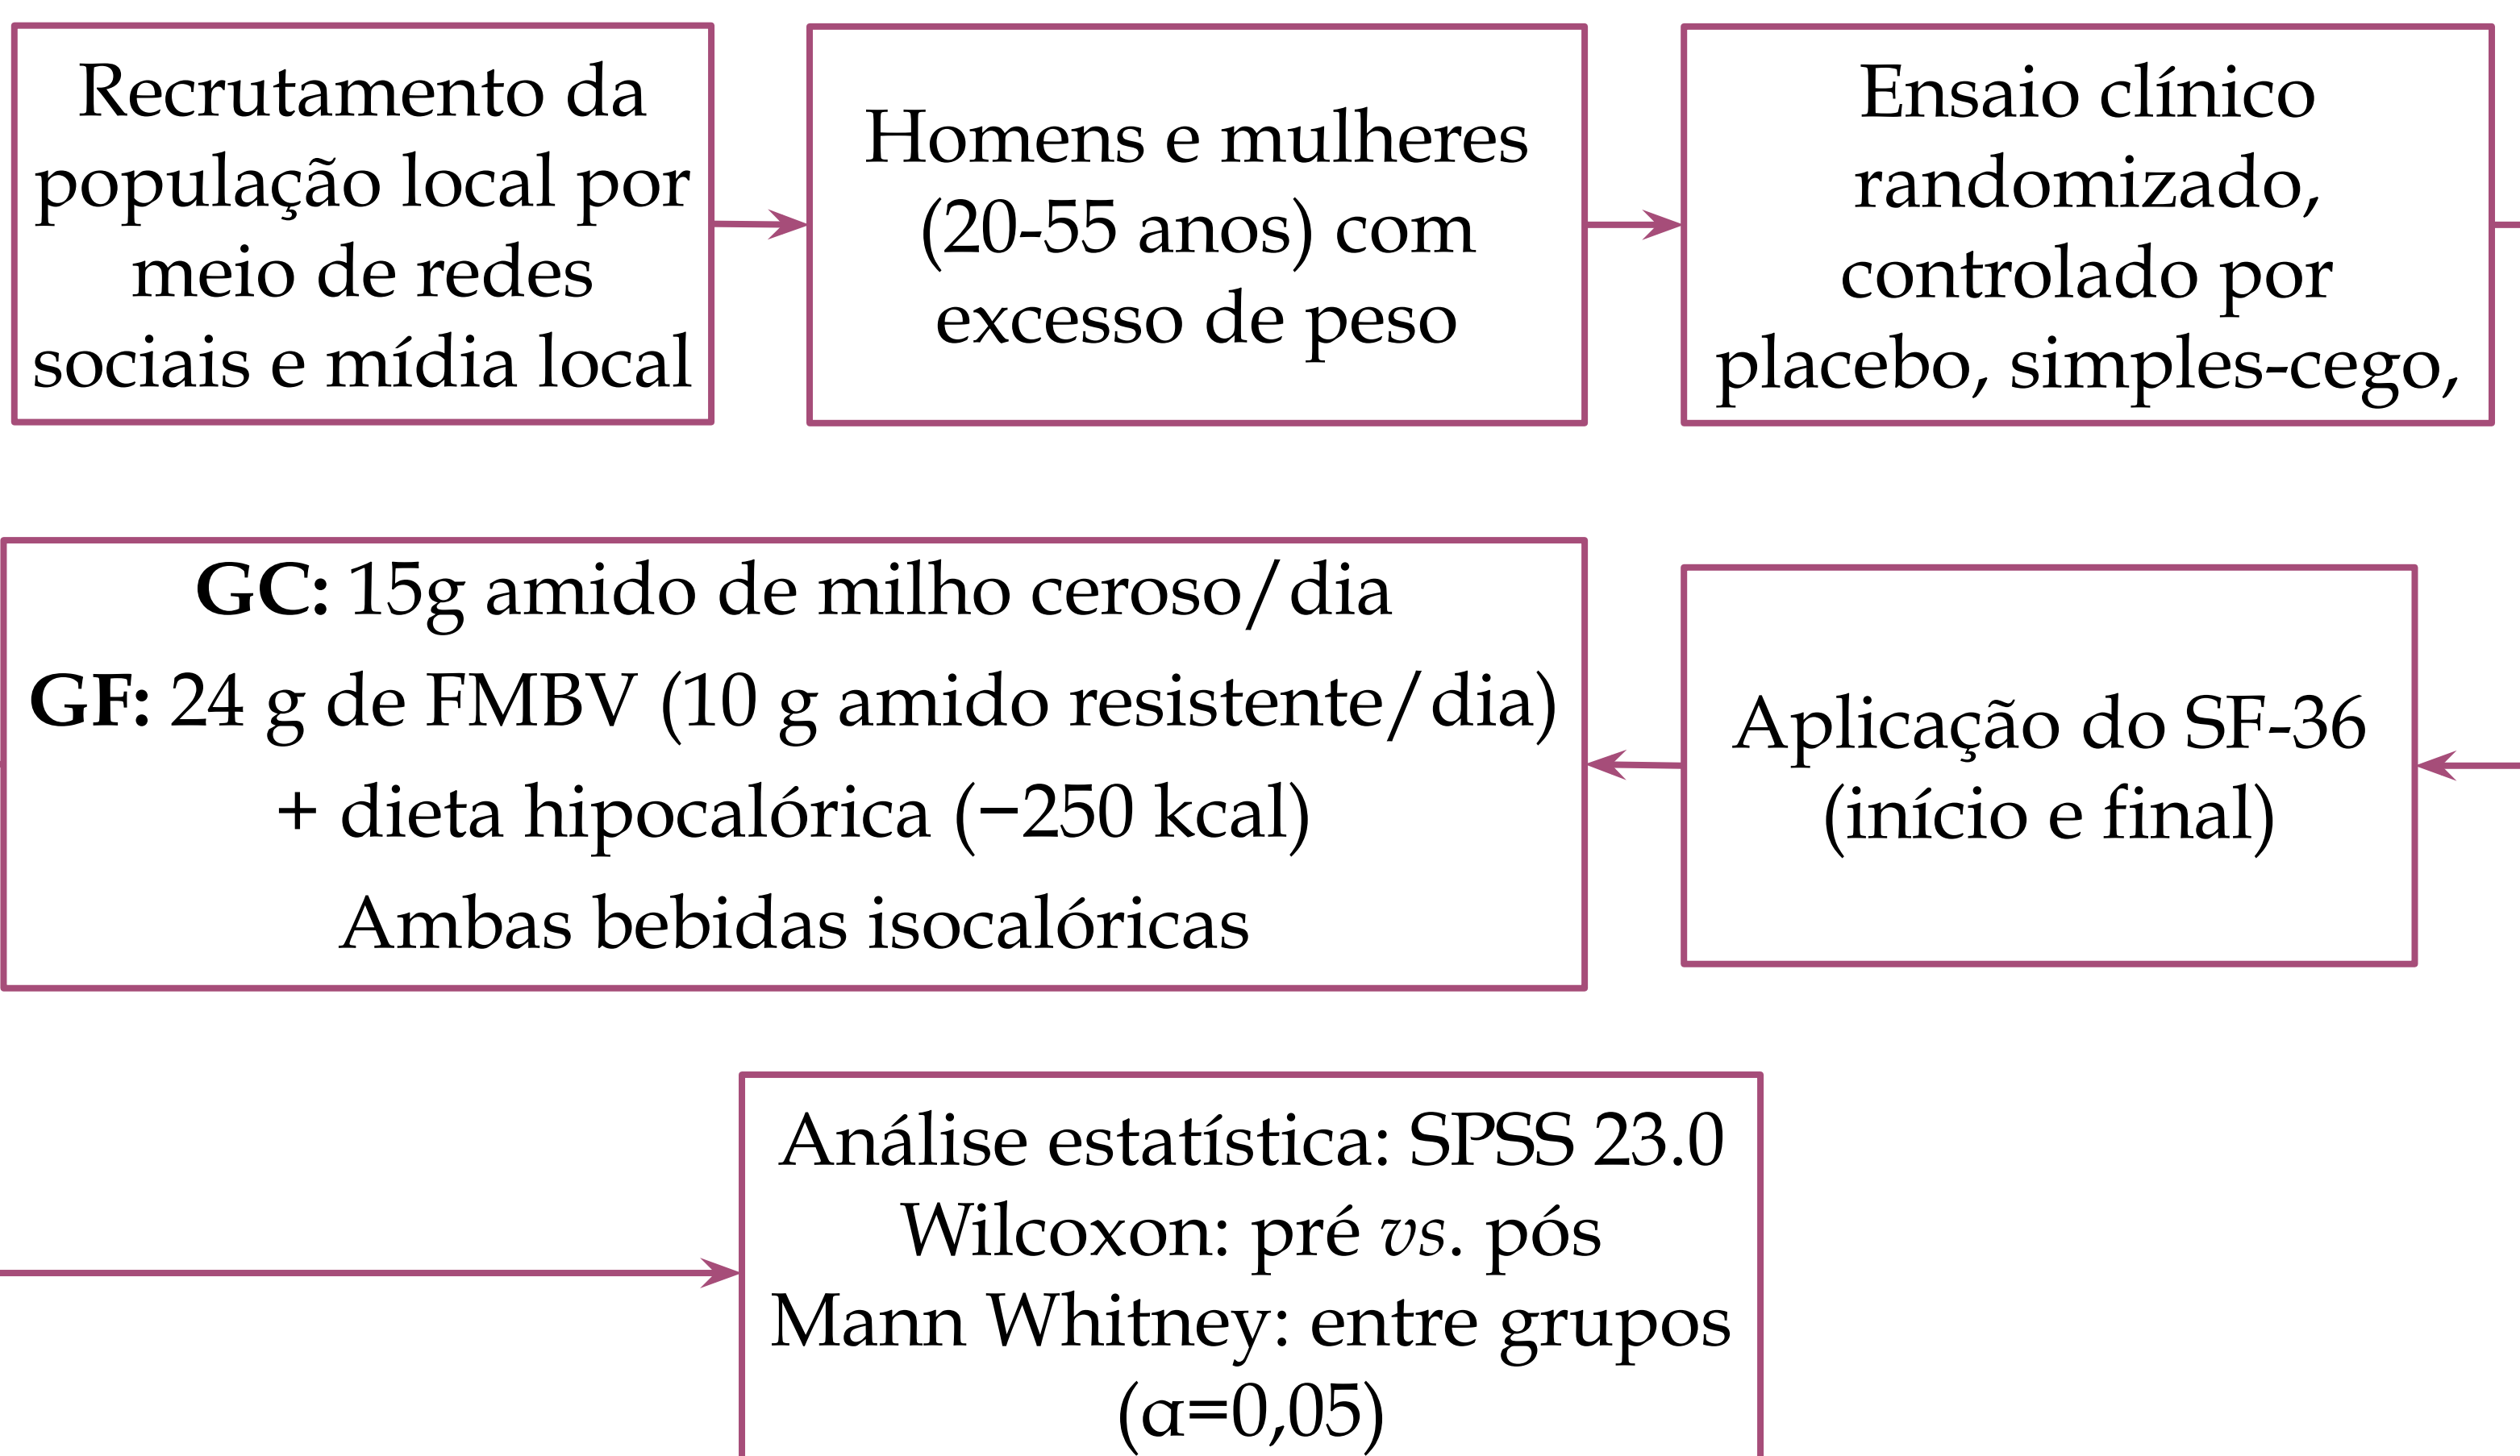 Recrutamento da
população local por
meio de redes
sociais e mídia local
Homens e mulheres
(20-55 anos) com
excesso de peso
Ensaio clínico
randomizado,
controlado por
placebo, simples-cego,
GC: 15g amido de milho ceroso/dia
GF: 24 g de FMBV (10 g amido resistente/dia)
+ dieta hipocalórica (−250 kcal)
Ambas bebidas isocalóricas
Aplicação do SF-36
(início e final)
Análise estatística: SPSS 23.0
Wilcoxon: pré vs. pós
Mann Whitney: entre grupos
(α=0,05)